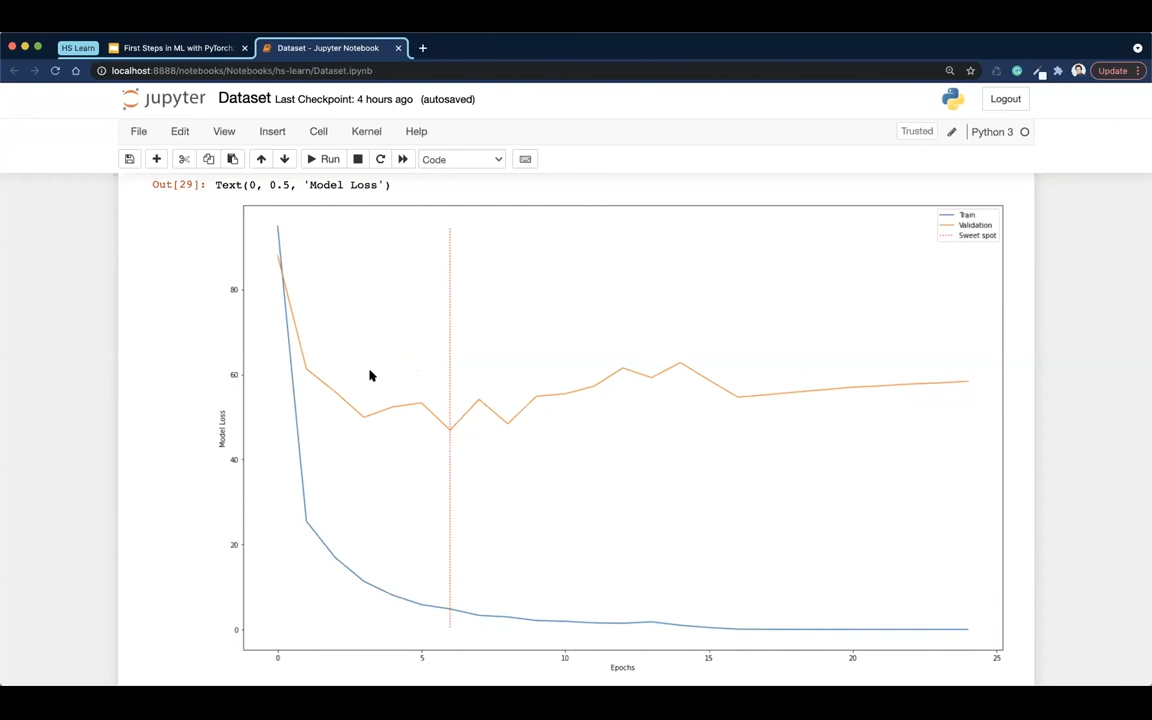 HS Learn First Steps in ML with PyTorch Dataset - Jupyter Notebook
localhost:8888/notebooks/Notebooks/hs-learn/Dataset.ipynb Update
jupyter Dataset Last Checkpoint: 4 hours ago (autosaved) Logout
File Edit View Insert Cell Kernel Help Trusted Python 3
Run Code
Out[29]: Text(0, 0.5, 'Model Loss')
Train
Validation
Sweet spot
80
60
40
20
0
Model Loss
0 5 10 15 20 25
Epochs